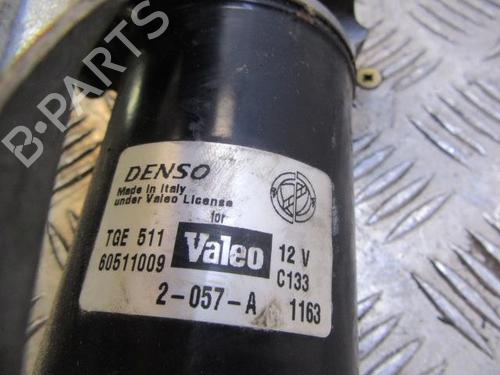 B-PARTS
DENSO
Made in Italy
under Valeo License
for
TGE 511 Valeo 12 V
60511009 C133
2-057-A 1163